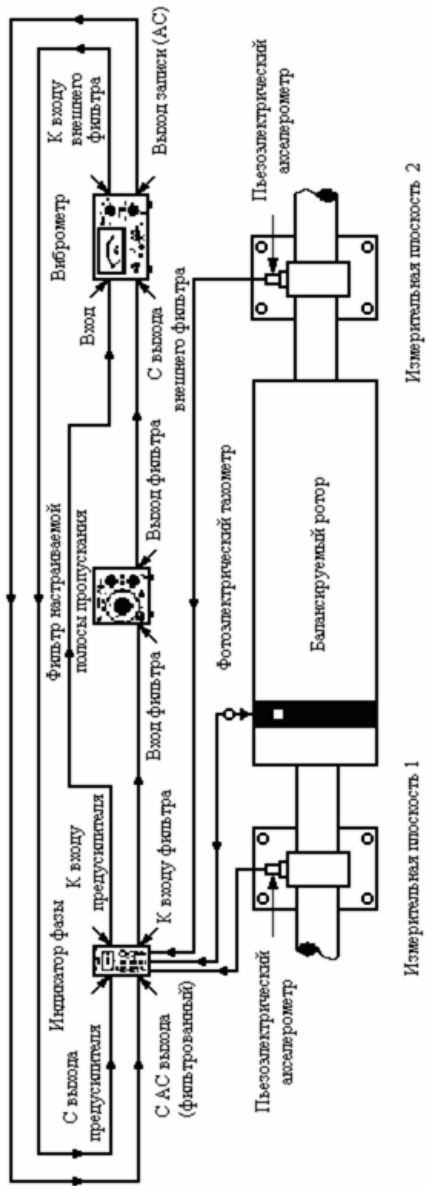 С выхода
предусилителя
Индикатор фазы
К входу
предусилителя
Фильтр настраиваемой
полосы пропускания
Вход
Виброметр
К входу
внешнего
фильтра
С АС выхода
(фильтрованный)
К входу фильтра
Вход фильтра
Выход фильтра
С выхода
внешнего фильтра
Выход записи (АС)
Пьезоэлектрический
акселерометр
Фотоэлектрический тахометр
Пьезоэлектрический
акселерометр
Балансируемый ротор
Измерительная плоскость 1
Измерительная плоскость 2